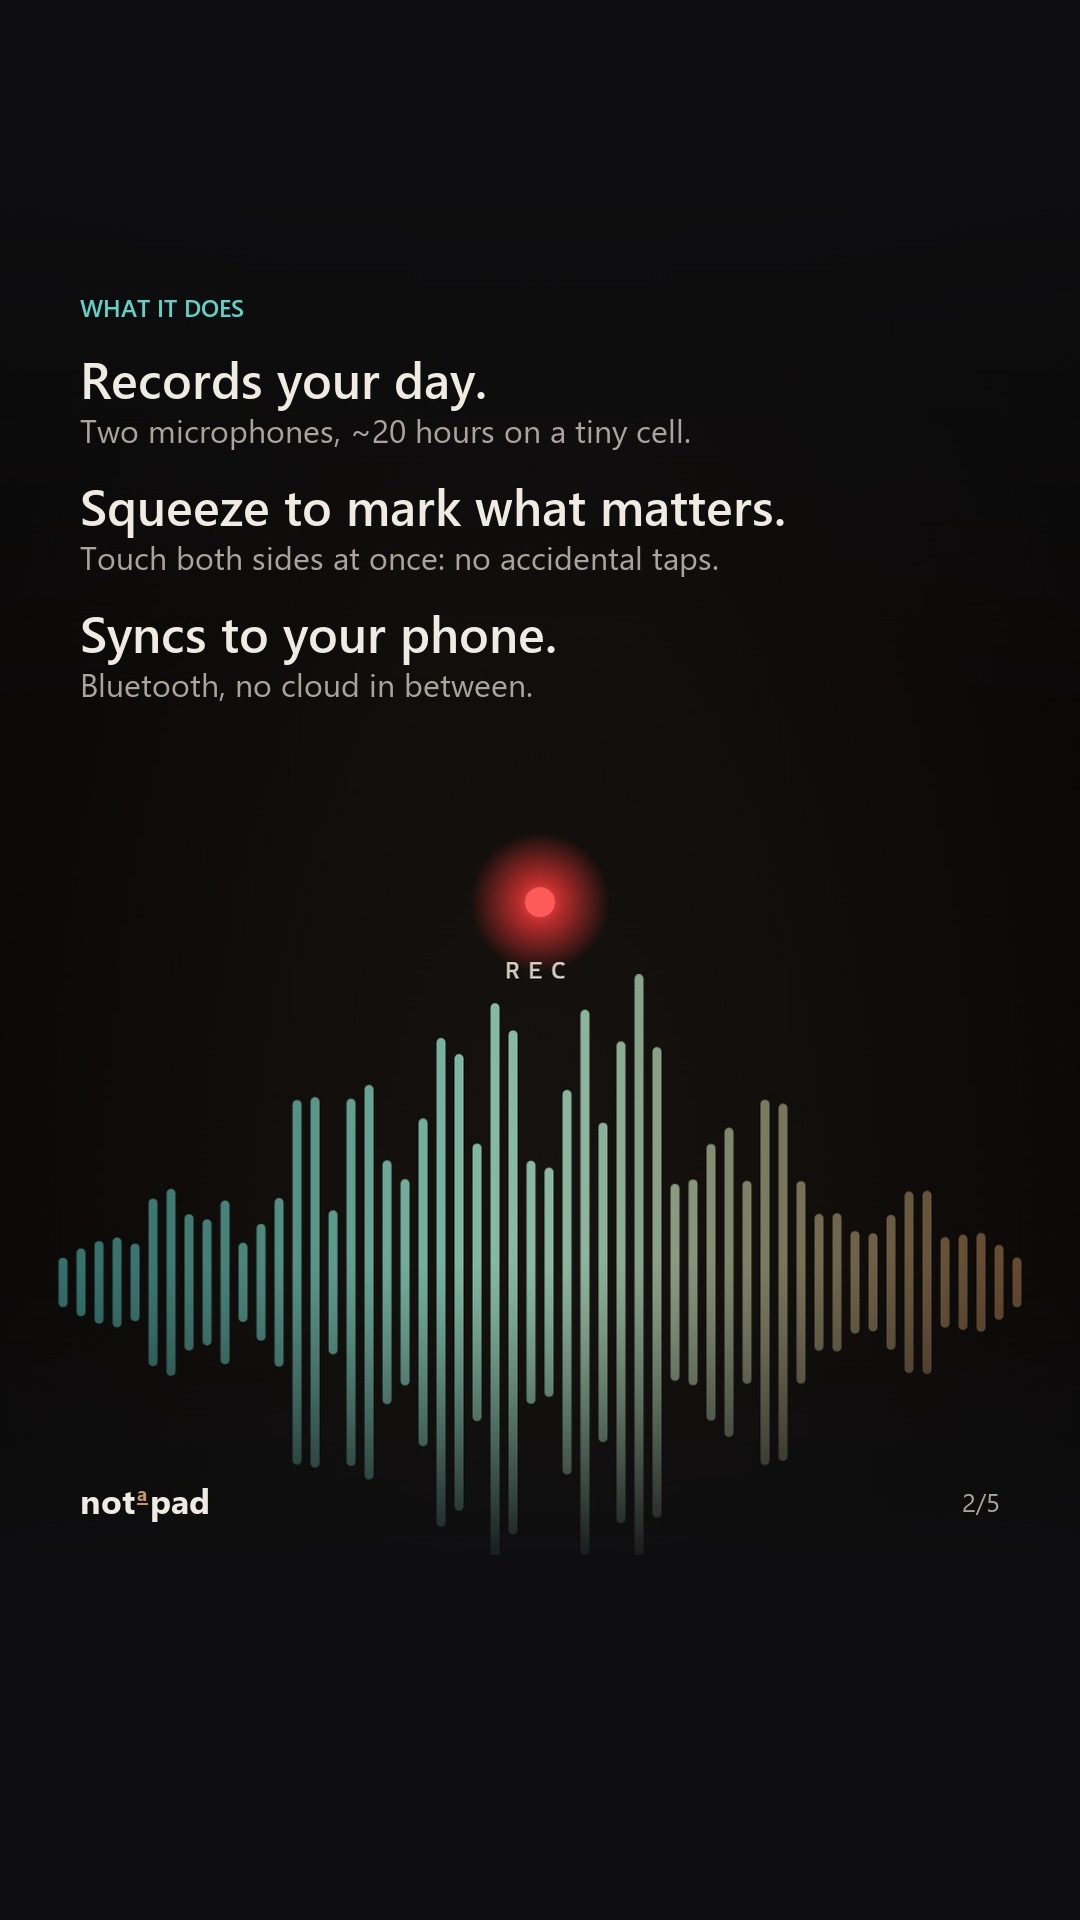 WHAT IT DOES
Records your day.
Two microphones, ~20 hours on a tiny cell.
Squeeze to mark what matters.
Touch both sides at once: no accidental taps.
Syncs to your phone.
Bluetooth, no cloud in between.
REC
notªpad
2/5